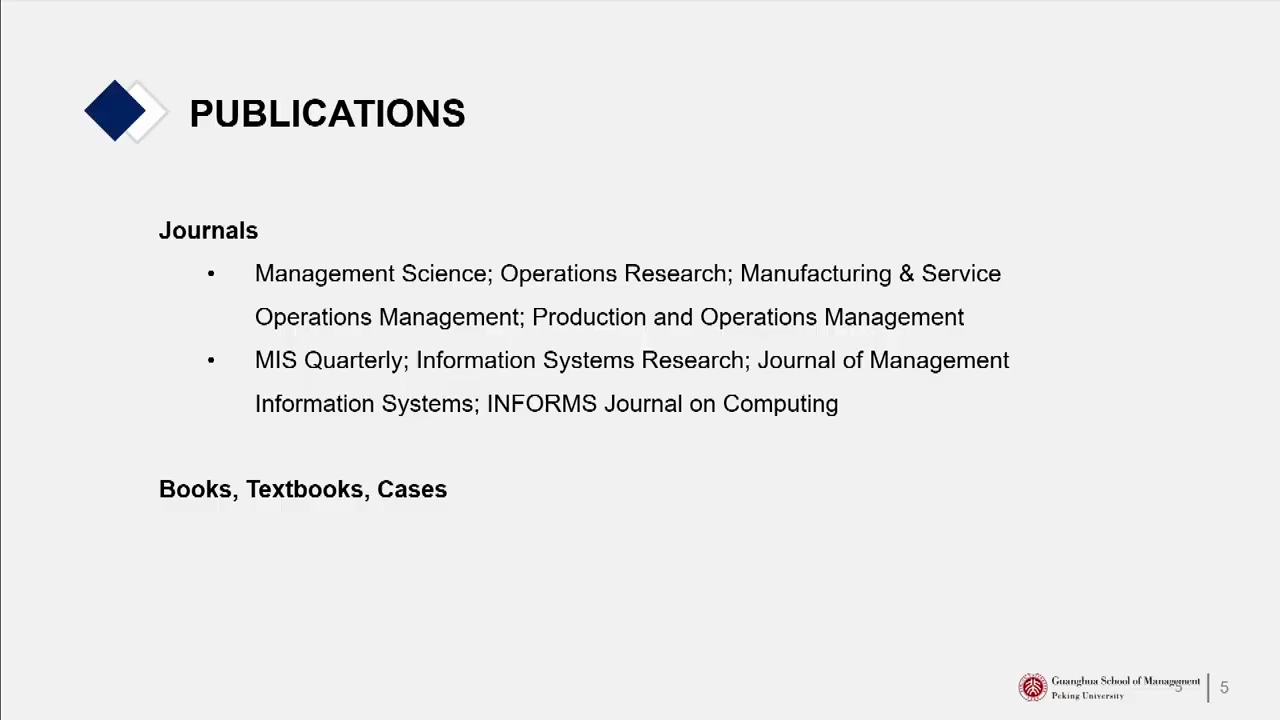 PUBLICATIONS
Journals
• Management Science; Operations Research; Manufacturing & Service
Operations Management; Production and Operations Management
• MIS Quarterly; Information Systems Research; Journal of Management
Information Systems; INFORMS Journal on Computing
Books, Textbooks, Cases
Guanghua School of Management
Peking University
5
5